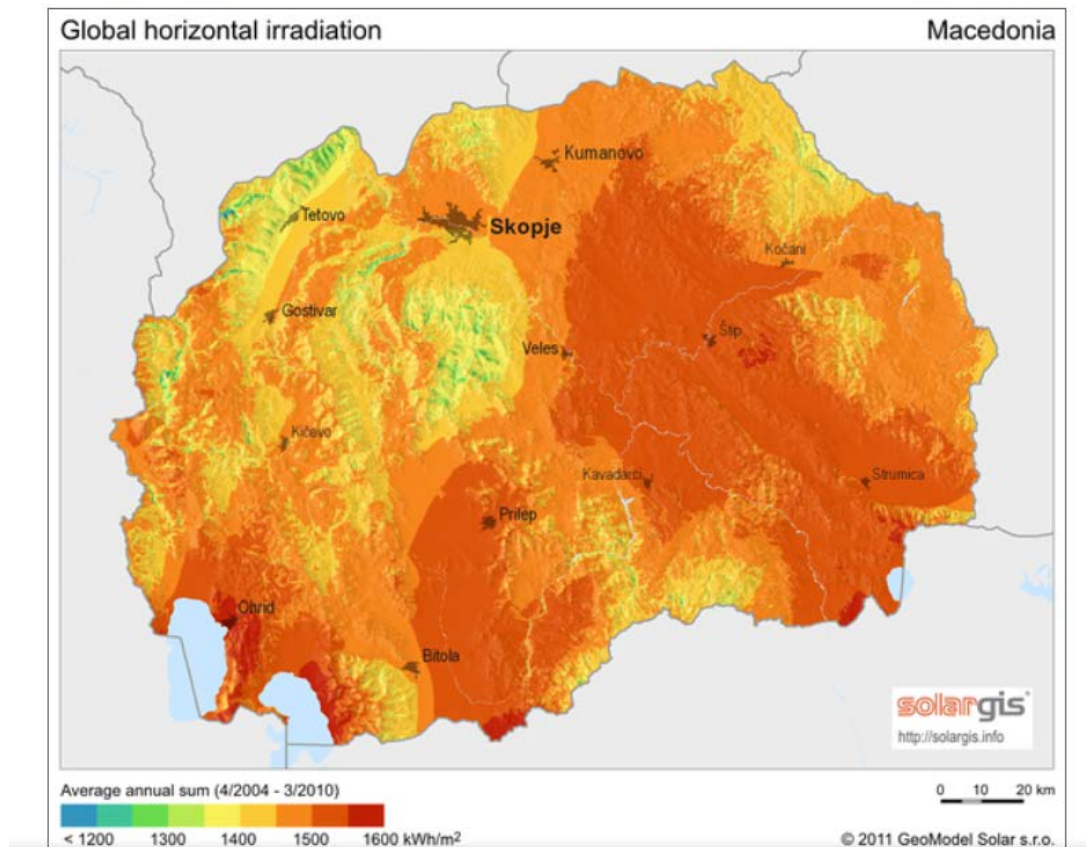 Global horizontal irradiation
Macedonia
Kumanovo
Tetovo
Skopje
Kočani
Gostivar
Štip
Veles
Kičevo
Kavadarci
Strumica
Prilep
Ohrid
Bitola
solargis
http://solargis.info
Average annual sum (4/2004 - 3/2010)
0 10 20 km
< 1200 1300 1400 1500 1600 kWh/m²
© 2011 GeoModel Solar s.r.o.